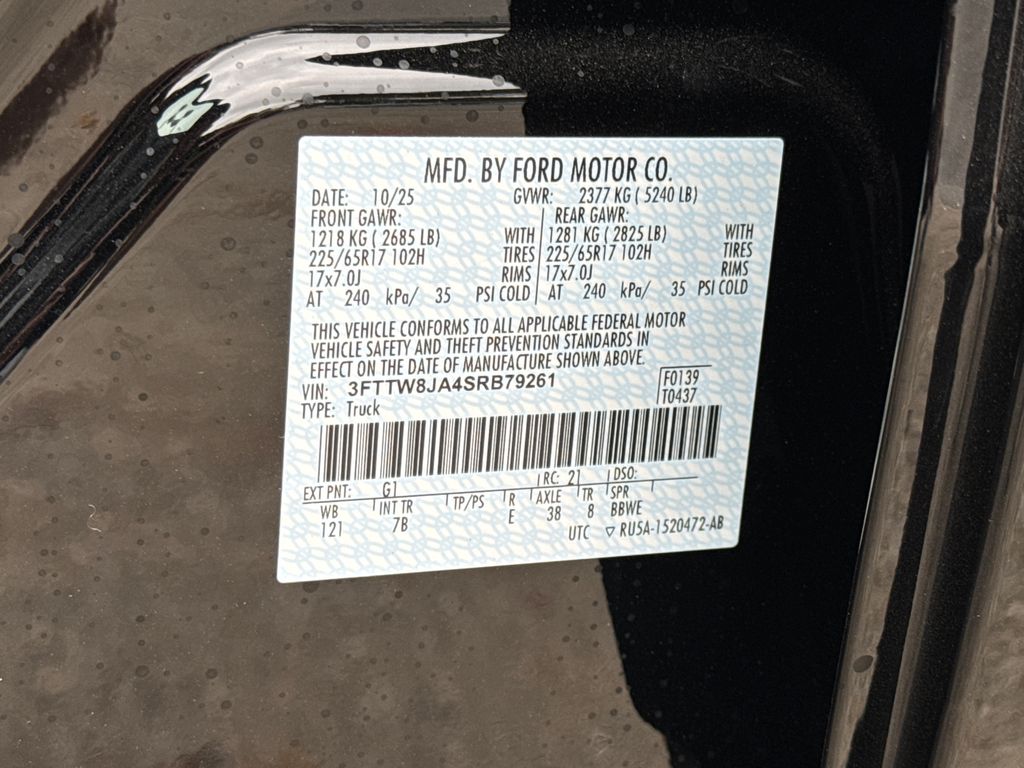 MFD. BY FORD MOTOR CO.
DATE: 10/25 GVWR: 2377 KG ( 5240 LB)
FRONT GAWR: REAR GAWR:
1218 KG ( 2685 LB) WITH 1281 KG ( 2825 LB) WITH
225/65R17 102H TIRES 225/65R17 102H TIRES
17x7.0J RIMS 17x7.0J RIMS
AT 240 kPa/ 35 PSI COLD AT 240 kPa/ 35 PSI COLD
THIS VEHICLE CONFORMS TO ALL APPLICABLE FEDERAL MOTOR
VEHICLE SAFETY AND THEFT PREVENTION STANDARDS IN
EFFECT ON THE DATE OF MANUFACTURE SHOWN ABOVE.
VIN: 3FTTW8JA4SRB79261 F0139
TYPE: Truck T0437
EXT PNT: G1 RC: 21 DSO:
WB INT TR TP/PS R AXLE TR SPR
121 7B E 38 8 BBWE
UTC ▽ RU5A-1520472-AB